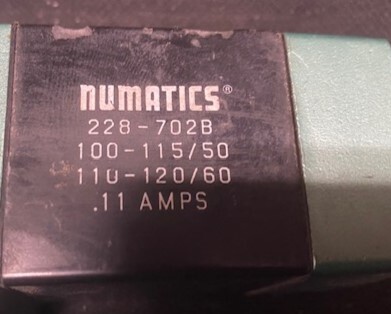 numatics®
228-702B
100-115/50
110-120/60
.11 AMPS